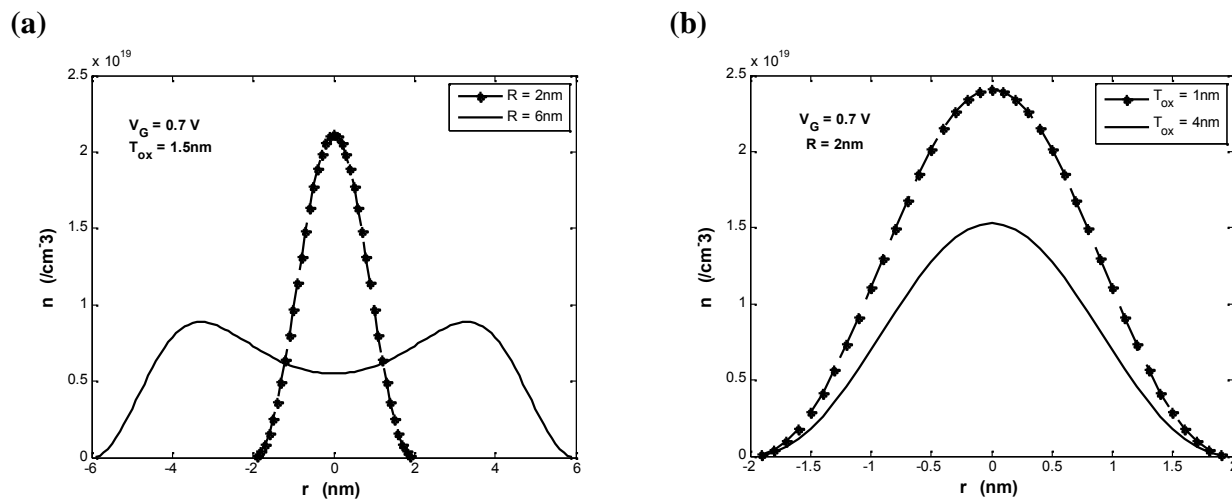 (a)
x 10^19
2.5
2
1.5
1
0.5
0
-6 -4 -2 0 2 4 6
n (/cm-3)
r (nm)
V_G = 0.7 V
T_ox = 1.5nm
R = 2nm
R = 6nm
(b)
x 10^19
2.5
2
1.5
1
0.5
0
-2 -1.5 -1 -0.5 0 0.5 1 1.5 2
n (/cm-3)
r (nm)
V_G = 0.7 V
R = 2nm
T_ox = 1nm
T_ox = 4nm